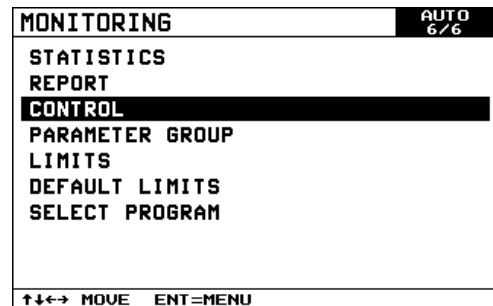 MONITORING
AUTO
6/6
STATISTICS
REPORT
CONTROL
PARAMETER GROUP
LIMITS
DEFAULT LIMITS
SELECT PROGRAM
↑↓←→ MOVE ENT=MENU